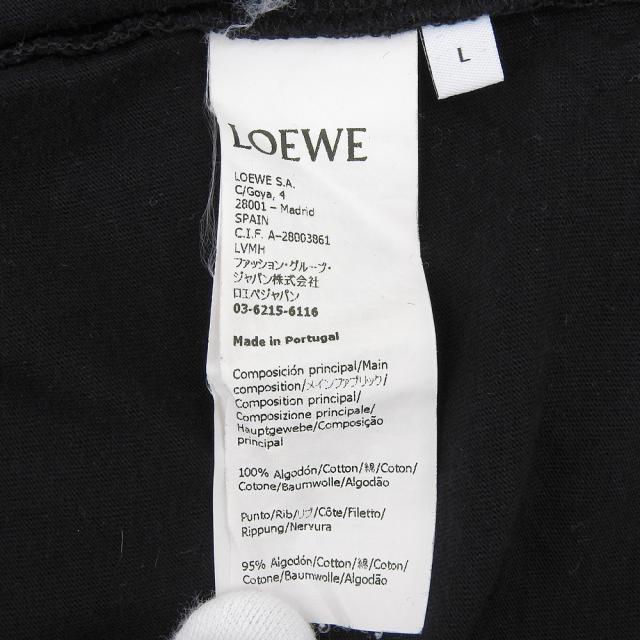 L
LOEWE
LOEWE S.A.
C/Goya, 4
28001 – Madrid
SPAIN
C.I.F. A-28003861
LVMH
ファッション・グループ・
ジャパン株式会社
ロエベジャパン
03-6215-6116
Made in Portugal
Composición principal/Main
composition/メインファブリック/
Composition principal/
Composizione principale/
Hauptgewebe/Composição
principal
100% Algodón/Cotton/綿/Coton/
Cotone/Baumwolle/Algodão
Punto/Rib/リブ/Côte/Filetto/
Rippung/Nervura
95% Algodón/Cotton/綿/Coton/
Cotone/Baumwolle/Algodão